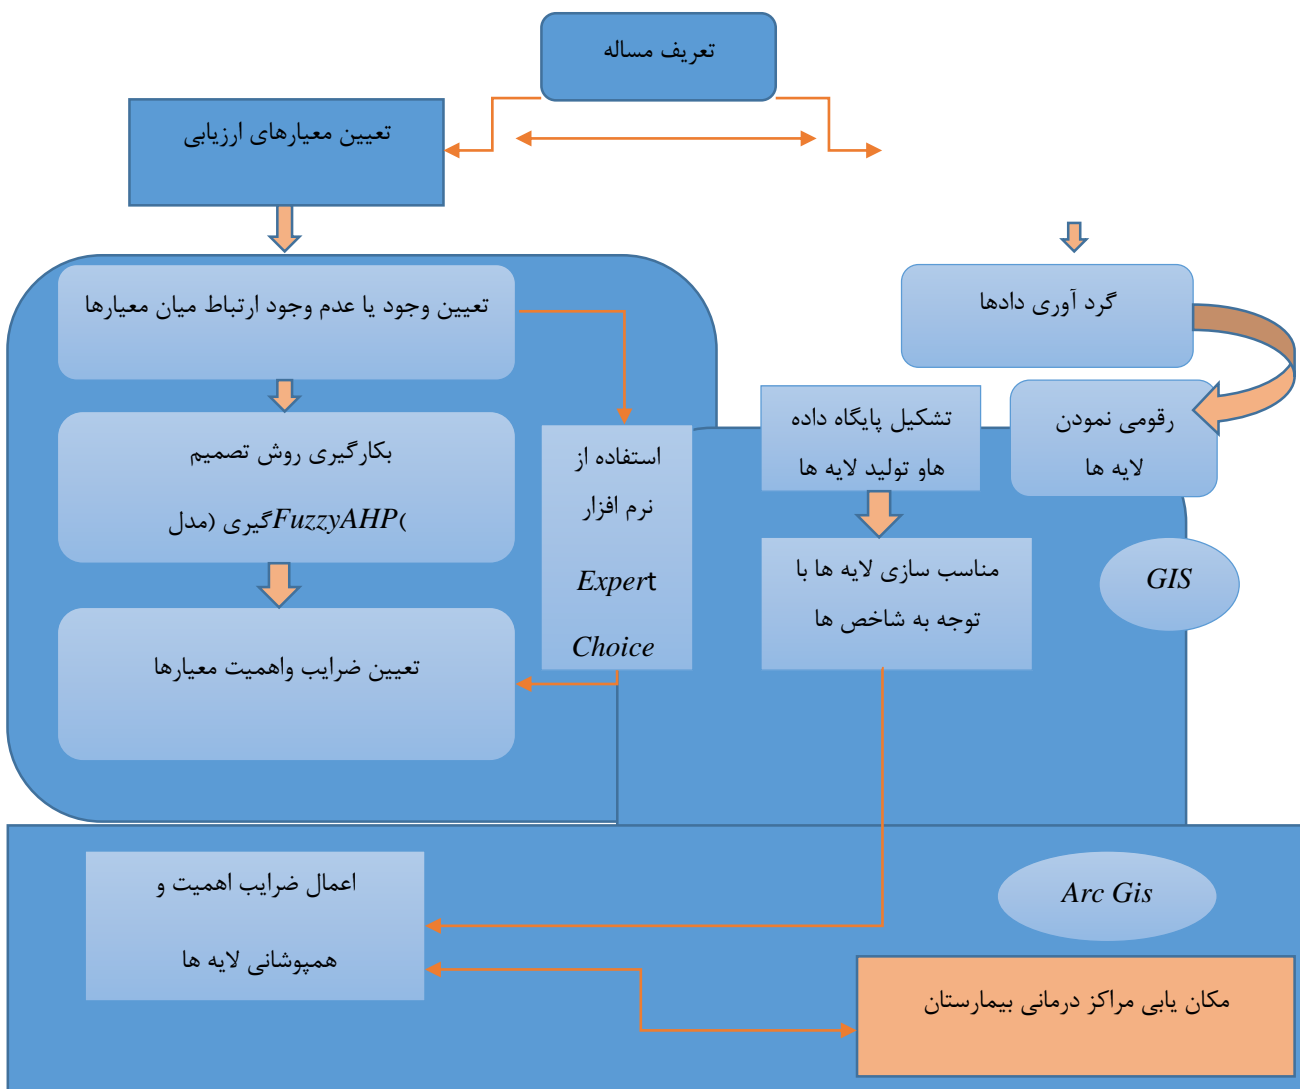 تعریف مساله
تعیین معیارهای ارزیابی
تعیین وجود یا عدم وجود ارتباط میان معیارها
بکارگیری روش تصمیم
گیری (مدل FuzzyAHP)
تعیین ضرایب واهمیت معیارها
استفاده از
نرم افزار
Expert
Choice
گرد آوری دادها
رقومی نمودن
لایه ها
تشکیل پایگاه داده
هاو تولید لایه ها
مناسب سازی لایه ها با
توجه به شاخص ها
GIS
اعمال ضرایب اهمیت و
همپوشانی لایه ها
Arc Gis
مکان یابی مراکز درمانی بیمارستان